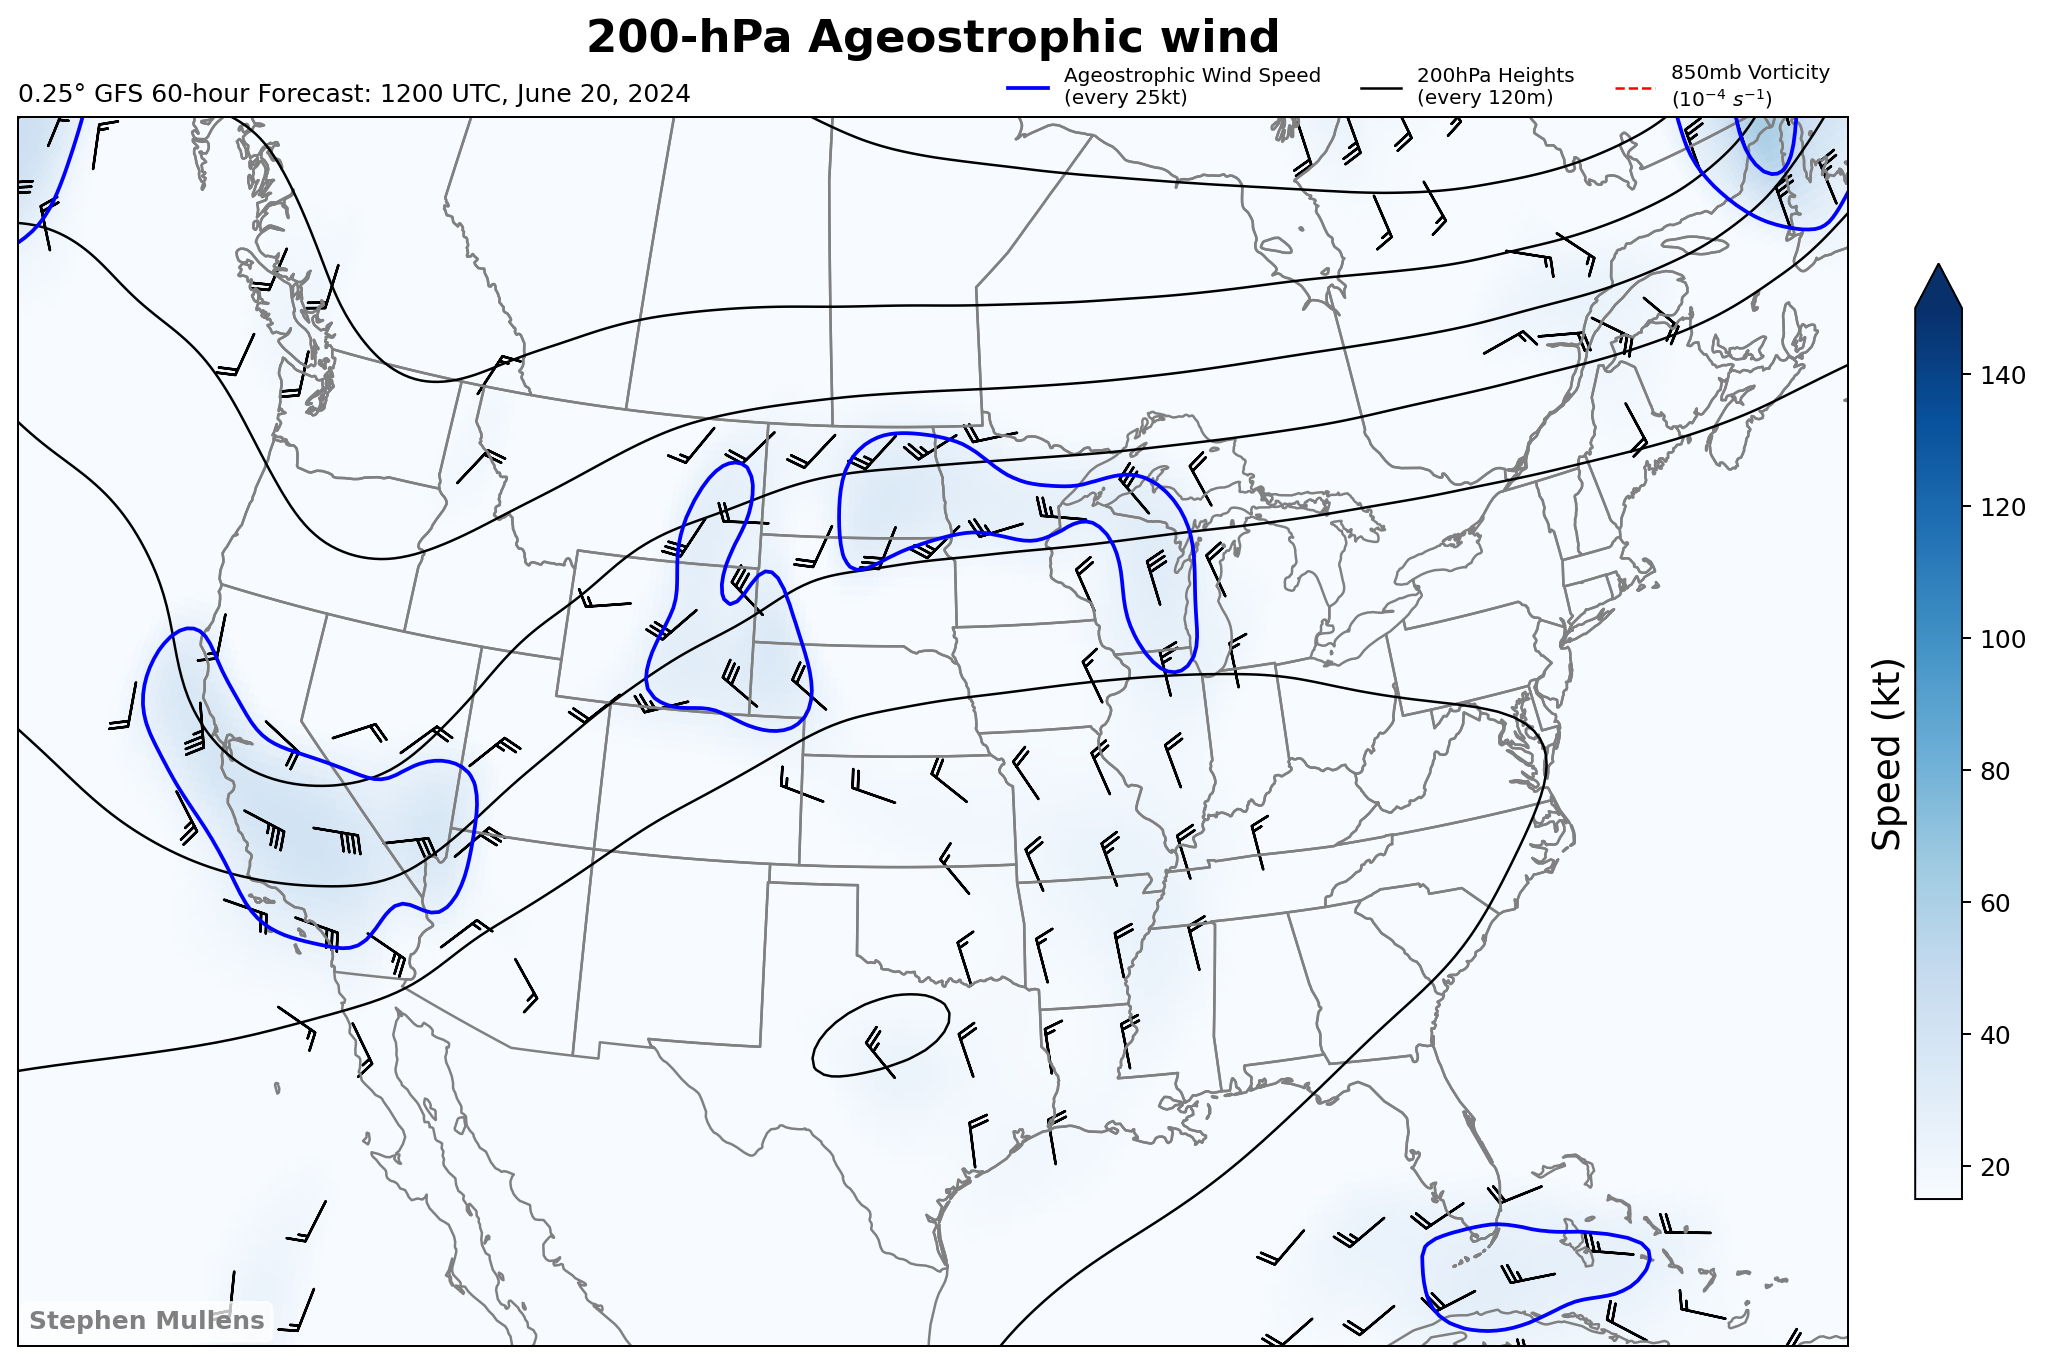 200-hPa Ageostrophic wind
0.25° GFS 60-hour Forecast: 1200 UTC, June 20, 2024
Ageostrophic Wind Speed
(every 25kt)
200hPa Heights
(every 120m)
850mb Vorticity
(10⁻⁴ s⁻¹)
140
120
100
80
60
40
20
Speed (kt)
Stephen Mullens